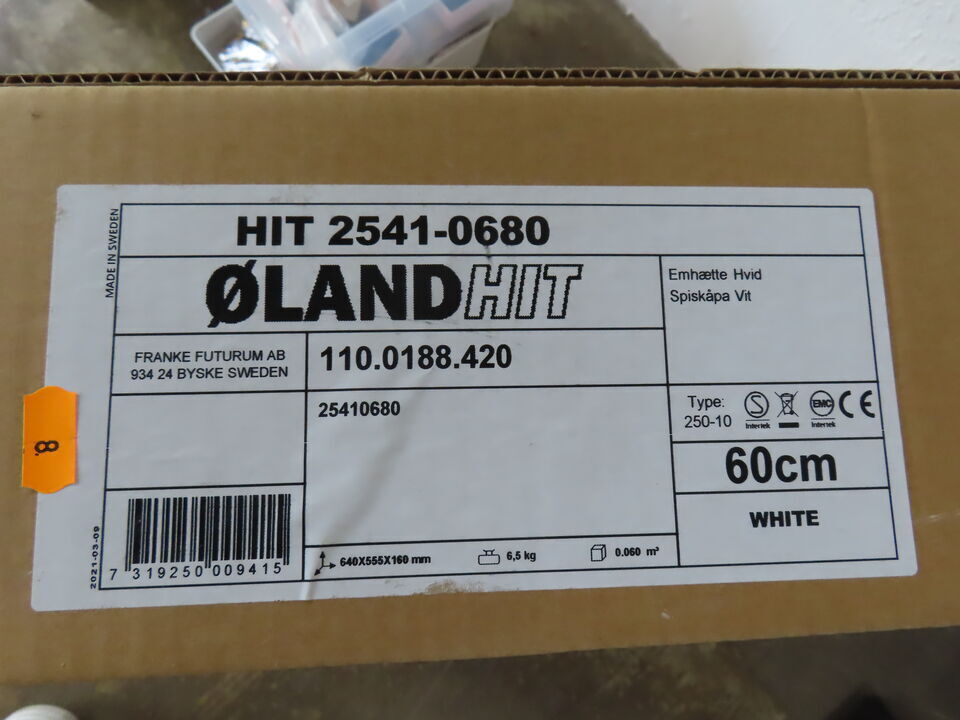 MADE IN SWEDEN
HIT 2541-0680
ØLANDHIT
Emhætte Hvid
Spiskåpa Vit
FRANKE FUTURUM AB
934 24 BYSKE SWEDEN
110.0188.420
25410680
Type:
250-10
S
Intertek
EMC
Intertek
CE
60cm
WHITE
8.
2021-03-09
7 319250 009415
640X555X160 mm
6,5 kg
0.060 m³